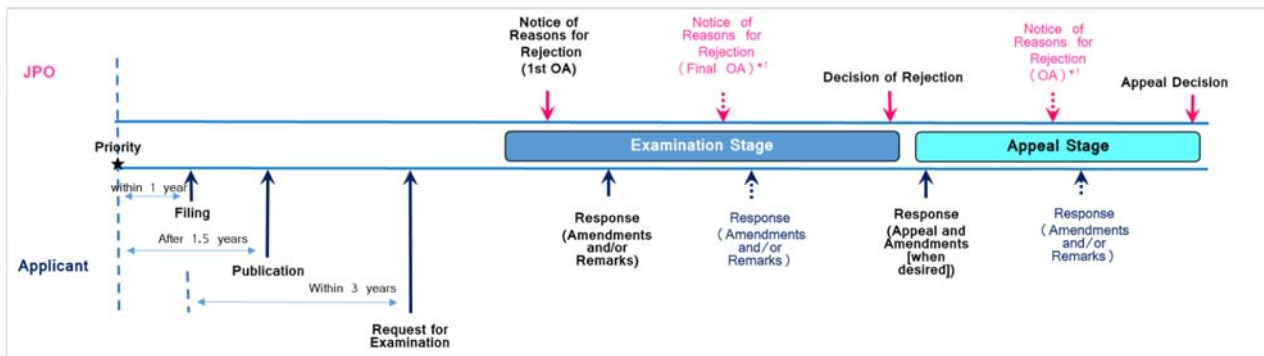 JPO
Notice of
Reasons for
Rejection
(1st OA)
Notice of
Reasons for
Rejection
(Final OA) *1
Decision of Rejection
Notice of
Reasons for
Rejection
(OA) *1
Appeal Decision
Priority
Examination Stage
Appeal Stage
within 1 year
Filing
After 1.5 years
Publication
Applicant
Within 3 years
Request for
Examination
Response
(Amendments
and/or
Remarks)
Response
(Amendments
and/or
Remarks)
Response
(Appeal and
Amendments
[when
desired])
Response
(Amendments
and/or
Remarks)